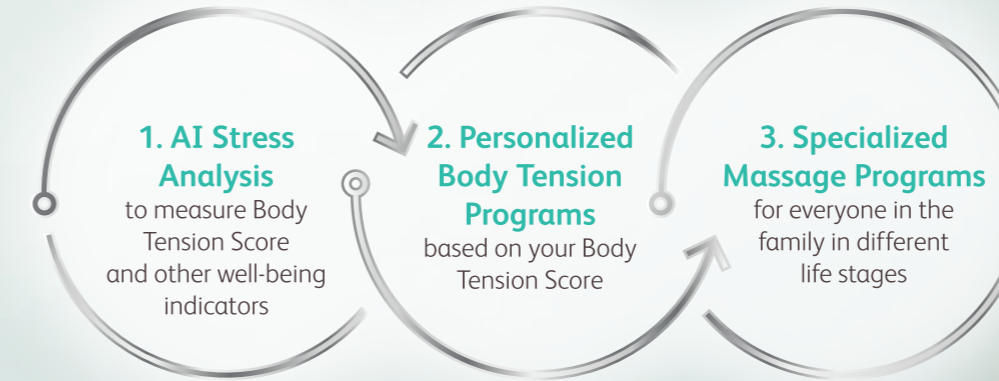 1. AI Stress
Analysis
to measure Body
Tension Score
and other well-being
indicators
2. Personalized
Body Tension
Programs
based on your Body
Tension Score
3. Specialized
Massage Programs
for everyone in the
family in different
life stages